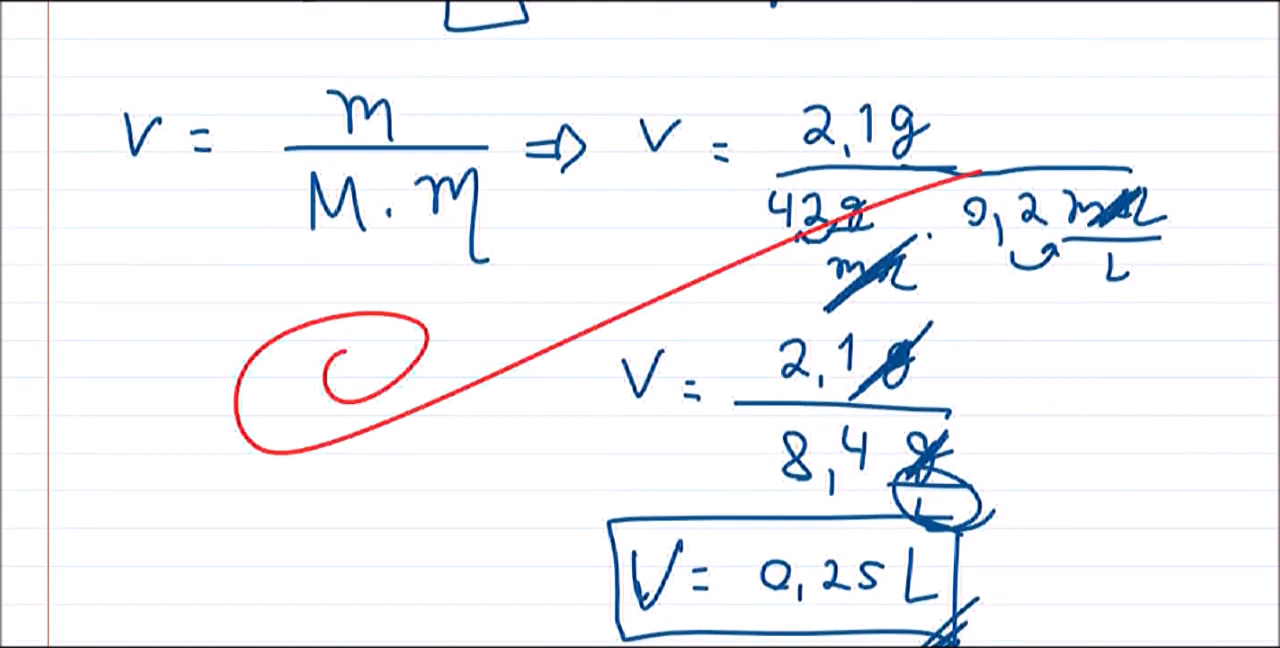 V = m / M . η ⇒ V = 2,1g / 42g/mol . 0,2 mol/L
V = 2,1 g / 8,4 g/L
V = 0,25 L